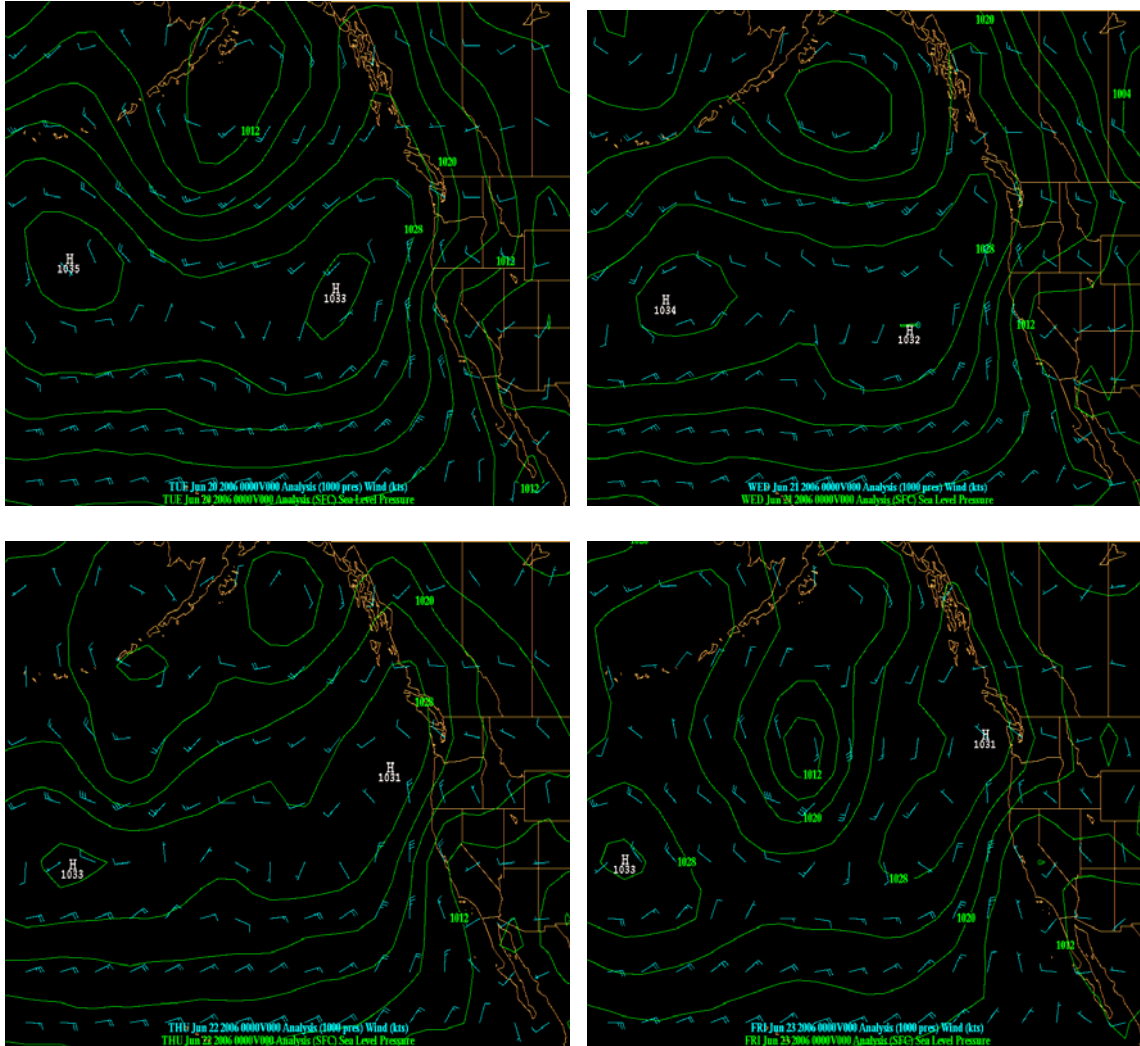 1012
1020
H
1035
1028
1012
H
1033
1012
TUE Jun 20 2006 0000V000 Analysis (1000 pres) Wind (kts)
TUE Jun 20 2006 0000V000 Analysis (SFC) Sea Level Pressure
1020
1004
1028
H
1034
1012
H
1032
WED Jun 21 2006 0000V000 Analysis (1000 pres) Wind (kts)
WED Jun 21 2006 0000V000 Analysis (SFC) Sea Level Pressure
1020
1028
H
1031
H
1033
1012
THU Jun 22 2006 0000V000 Analysis (1000 pres) Wind (kts)
THU Jun 22 2006 0000V000 Analysis (SFC) Sea Level Pressure
1020
H
1031
1012
1020
H
1033
1028
1028
1020
1012
FRI Jun 23 2006 0000V000 Analysis (1000 pres) Wind (kts)
FRI Jun 23 2006 0000V000 Analysis (SFC) Sea Level Pressure